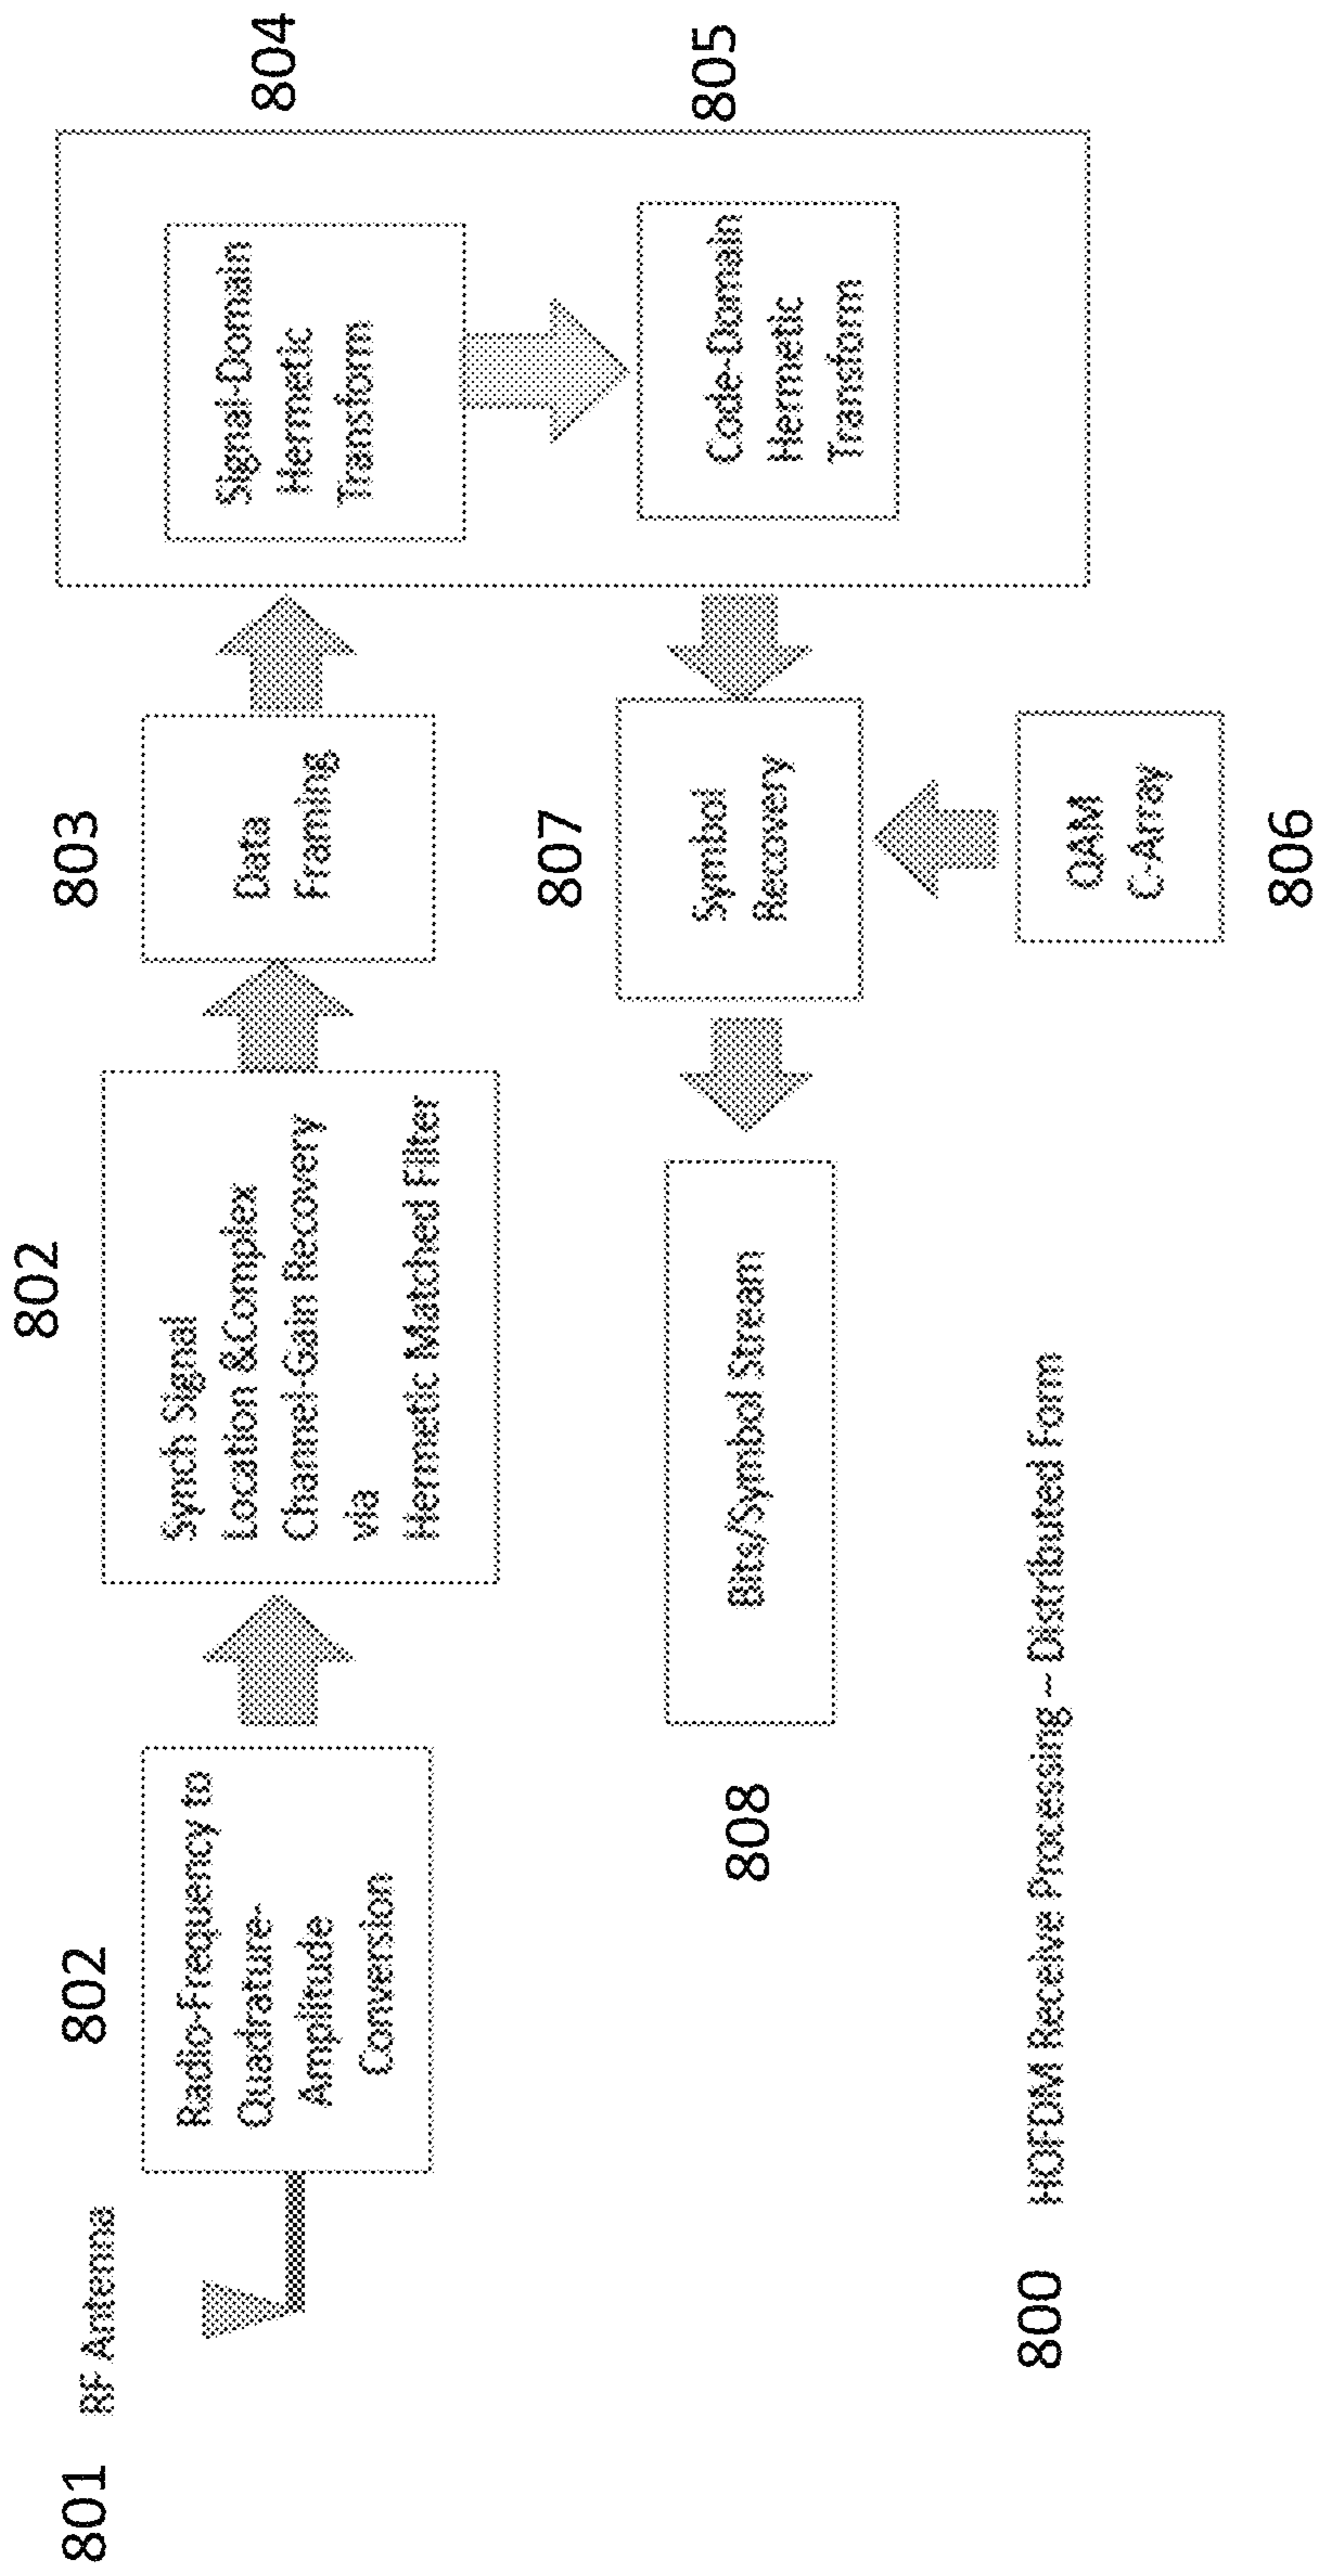 801
RF Antenna
802
Radio-Frequency to
Quadrature-
Amplitude
Conversion
802
Synch Signal
Location &Complex
Channel-Gain Recovery
via
Hermetic Matched Filter
803
Data
Framing
804
Signal-Domain
Hermetic
Transform
805
Code-Domain
Hermetic
Transform
807
Symbol
Recovery
QAM
C-Array
806
Bits/Symbol Stream
808
800
HOFDM Receive Processing – Distributed Form